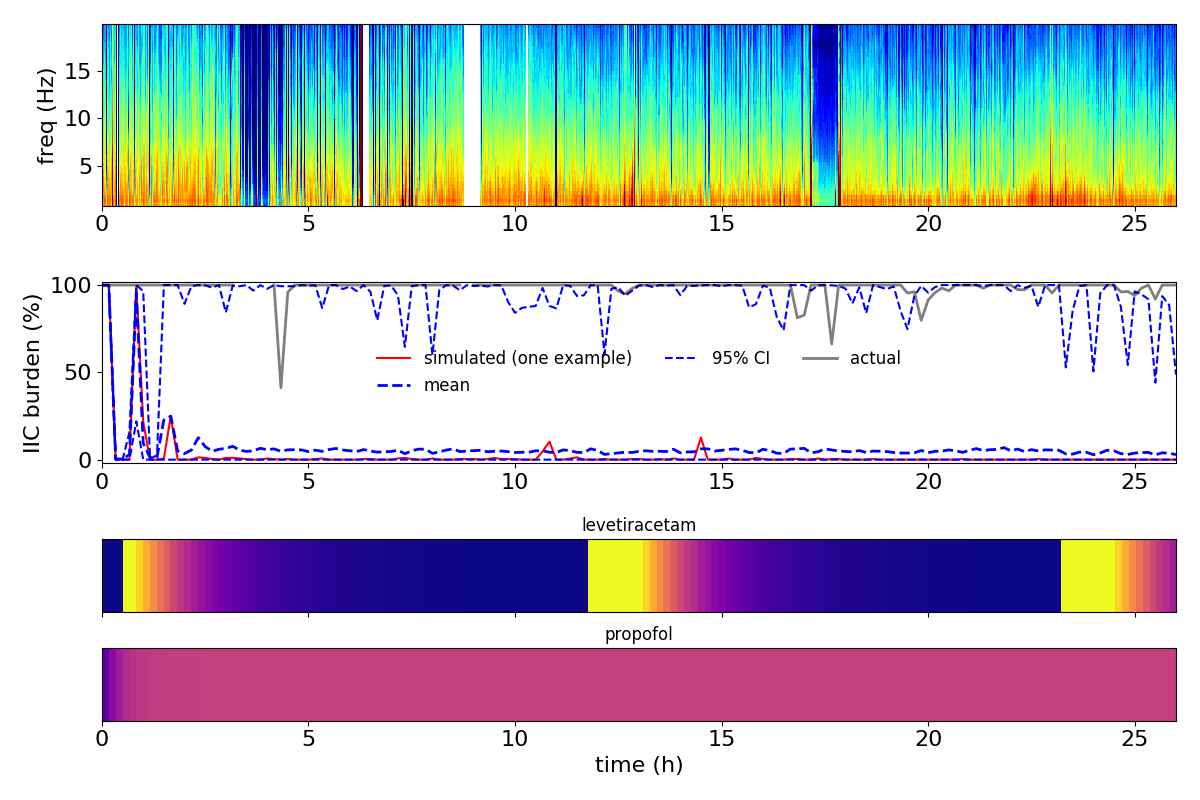 freq (Hz)
15
10
5
0 5 10 15 20 25
IIC burden (%)
100
50
0
simulated (one example) 95% CI actual
mean
0 5 10 15 20 25
levetiracetam
propofol
0 5 10 15 20 25
time (h)